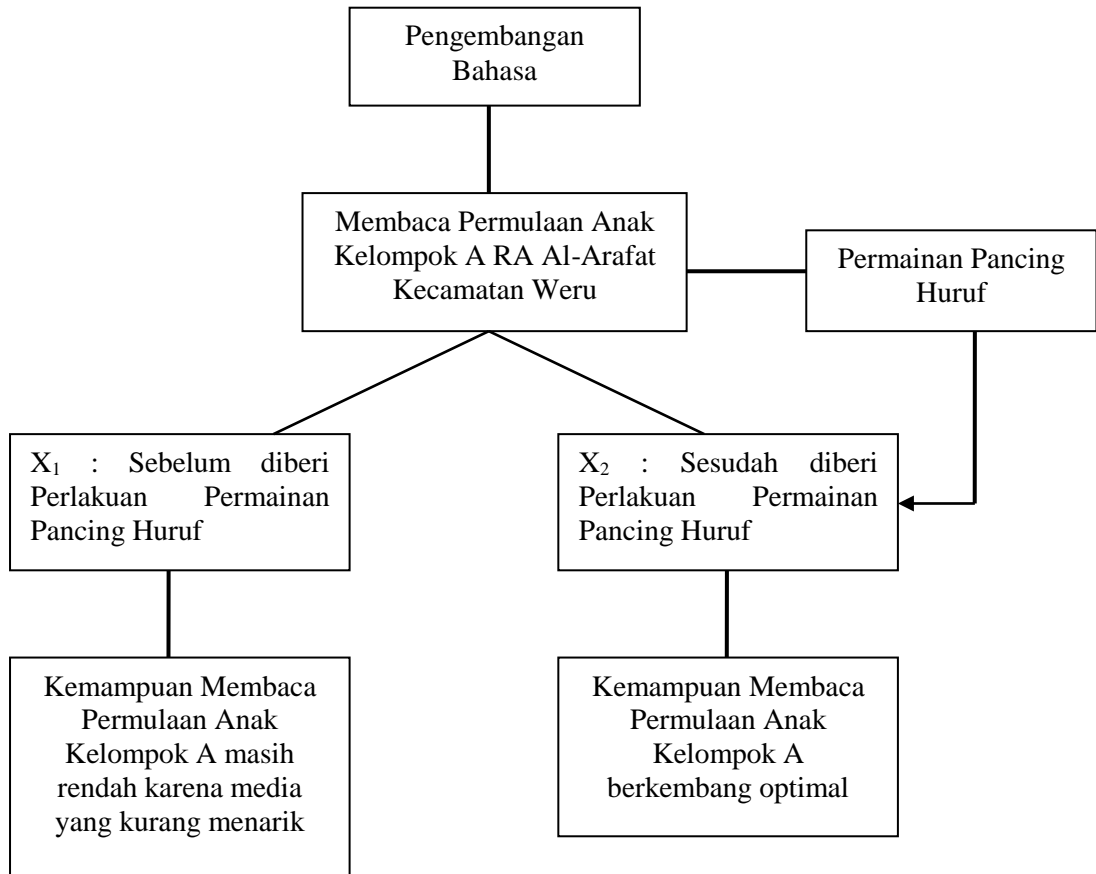 Pengembangan
Bahasa
Membaca Permulaan Anak
Kelompok A RA Al-Arafat
Kecamatan Weru
Permainan Pancing
Huruf
X₁ : Sebelum diberi
Perlakuan Permainan
Pancing Huruf
X₂ : Sesudah diberi
Perlakuan Permainan
Pancing Huruf
Kemampuan Membaca
Permulaan Anak
Kelompok A masih
rendah karena media
yang kurang menarik
Kemampuan Membaca
Permulaan Anak
Kelompok A
berkembang optimal